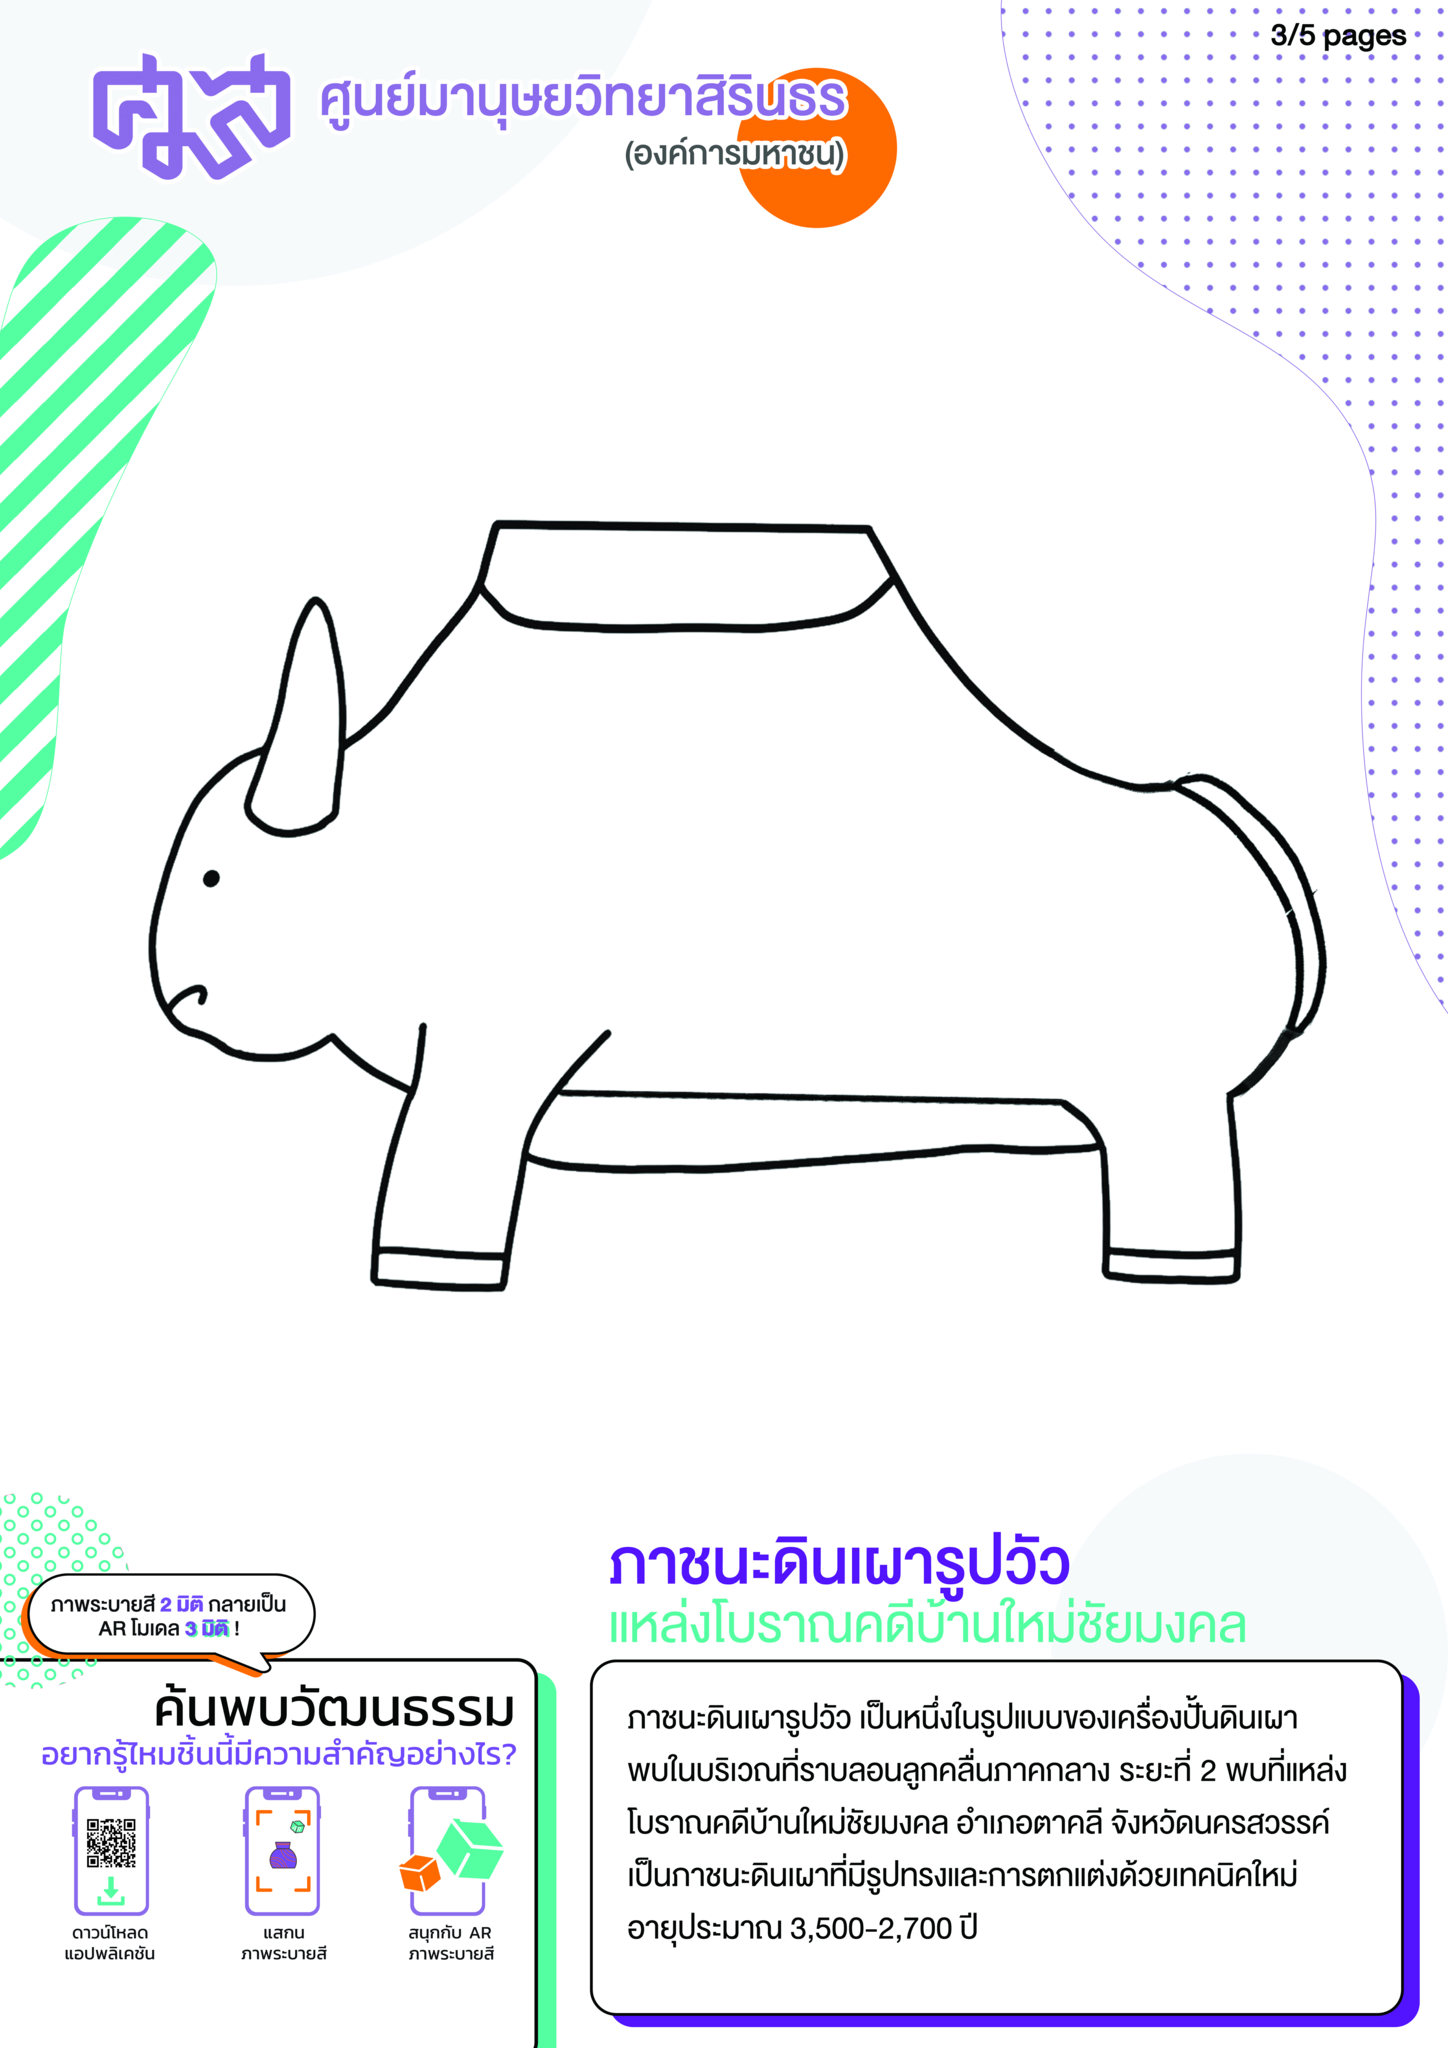 3/5 pages
ศมส
ศูนย์มานุษยวิทยาสิรินธร
(องค์การมหาชน)
ภาพระบายสี 2 มิติ กลายเป็น
AR โมเดล 3 มิติ !
ค้นพบวัฒนธรรม
อยากรู้ไหมชิ้นนี้มีความสำคัญอย่างไร?
ดาวน์โหลด
แอปพลิเคชัน
แสกน
ภาพระบายสี
สนุกกับ AR
ภาพระบายสี
ภาชนะดินเผารูปวัว
แหล่งโบราณคดีบ้านใหม่ชัยมงคล
ภาชนะดินเผารูปวัว เป็นหนึ่งในรูปแบบของเครื่องปั้นดินเผา
พบในบริเวณที่ราบลอนลูกคลื่นภาคกลาง ระยะที่ 2 พบที่แหล่ง
โบราณคดีบ้านใหม่ชัยมงคล อำเภอตาคลี จังหวัดนครสวรรค์
เป็นภาชนะดินเผาที่มีรูปทรงและการตกแต่งด้วยเทคนิคใหม่
อายุประมาณ 3,500-2,700 ปี